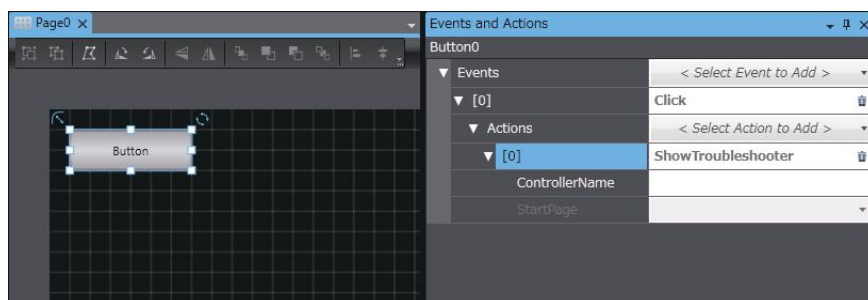 Page0
Button
Events and Actions
Button0
Events
< Select Event to Add >
[0]
Click
Actions
< Select Action to Add >
[0]
ShowTroubleshooter
ControllerName
StartPage